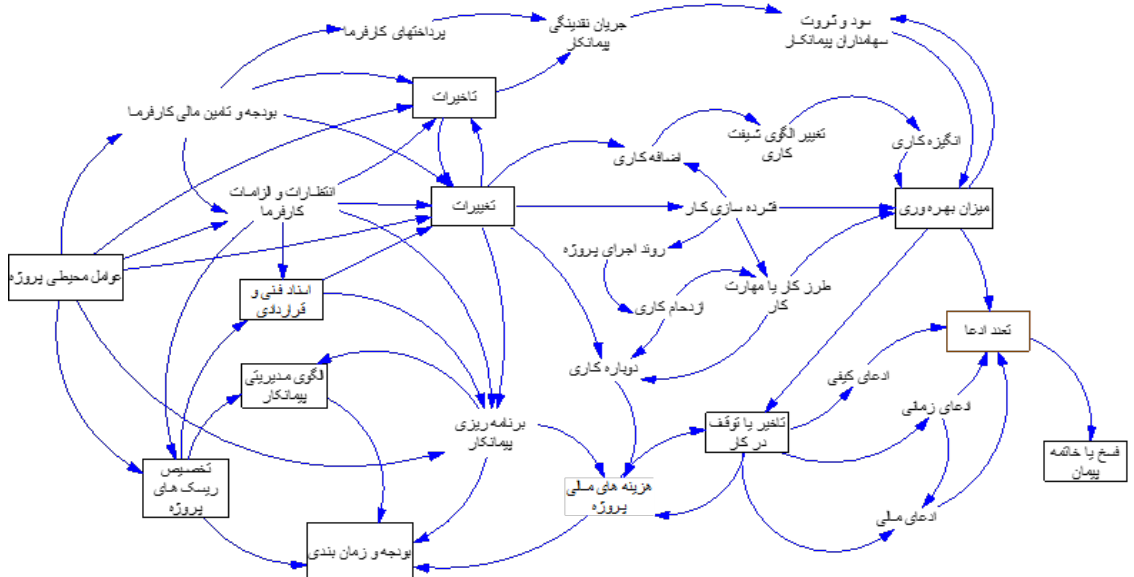 پرداختهای کارفرما
جریان نقدینگی
پیمانکار
سود و ثروت
سهامداران پیمانکار
تاخیرات
بودجه و تامین مالی کارفرما
اضافه کاری
تغییر الگوی شیفت
کاری
انگیزه کاری
انتظارات و الزامات
کارفرما
تغییرات
فشرده سازی کار
میزان بهره وری
عوامل محیطی پروژه
روند اجرای پروژه
اسناد فنی و
قراردادی
ازدحام کاری
طرز کار یا مهارت
کار
تعدد ادعا
الگوی مدیریتی
پیمانکار
دوباره کاری
ادعای کیفی
برنامه ریزی
پیمانکار
تاخیر یا توقف
در کار
ادعای زمانی
فسخ یا خاتمه
پیمان
تخصیص
ریسک های
پروژه
هزینه های مالی
پروژه
ادعای مالی
بودجه و زمان بندی